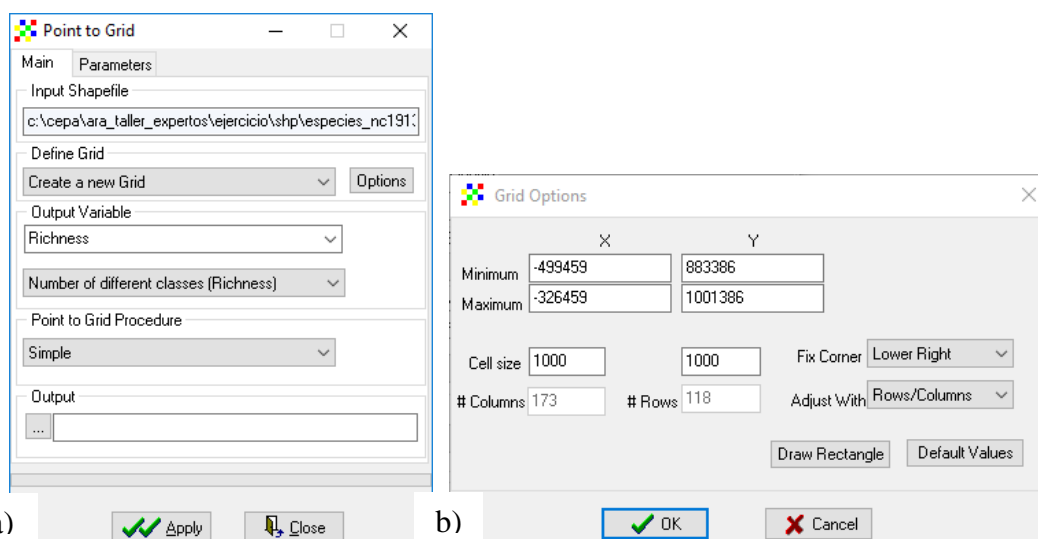 Point to Grid
Main Parameters
Input Shapefile
c:\cepa\ara_taller_expertos\ejercicio\shp\especies_nc1913
Define Grid
Create a new Grid Options
Output Variable
Richness
Number of different classes (Richness)
Point to Grid Procedure
Simple
Output
...
Apply Close
a)
Grid Options
X Y
Minimum -499459 883386
Maximum -326459 1001386
Cell size 1000 1000 Fix Corner Lower Right
# Columns 173 # Rows 118 Adjust With Rows/Columns
Draw Rectangle Default Values
b) OK Cancel